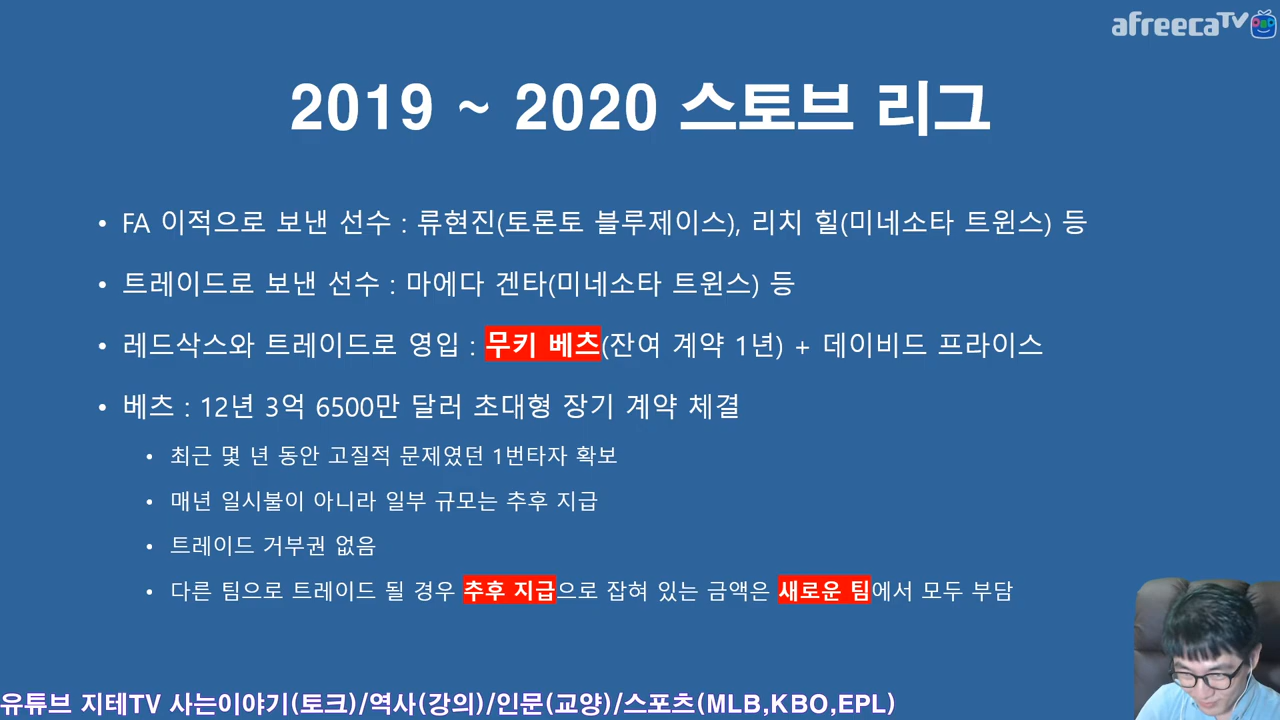 afreecaTV
2019 ~ 2020 스토브 리그
• FA 이적으로 보낸 선수 : 류현진(토론토 블루제이스), 리치 힐(미네소타 트윈스) 등
• 트레이드로 보낸 선수 : 마에다 겐타(미네소타 트윈스) 등
• 레드삭스와 트레이드로 영입 : 무키 베츠(잔여 계약 1년) + 데이비드 프라이스
• 베츠 : 12년 3억 6500만 달러 초대형 장기 계약 체결
• 최근 몇 년 동안 고질적 문제였던 1번타자 확보
• 매년 일시불이 아니라 일부 규모는 추후 지급
• 트레이드 거부권 없음
• 다른 팀으로 트레이드 될 경우 추후 지급으로 잡혀 있는 금액은 새로운 팀에서 모두 부담
유튜브 지테TV 사는이야기(토크)/역사(강의)/인문(교양)/스포츠(MLB,KBO,EPL)